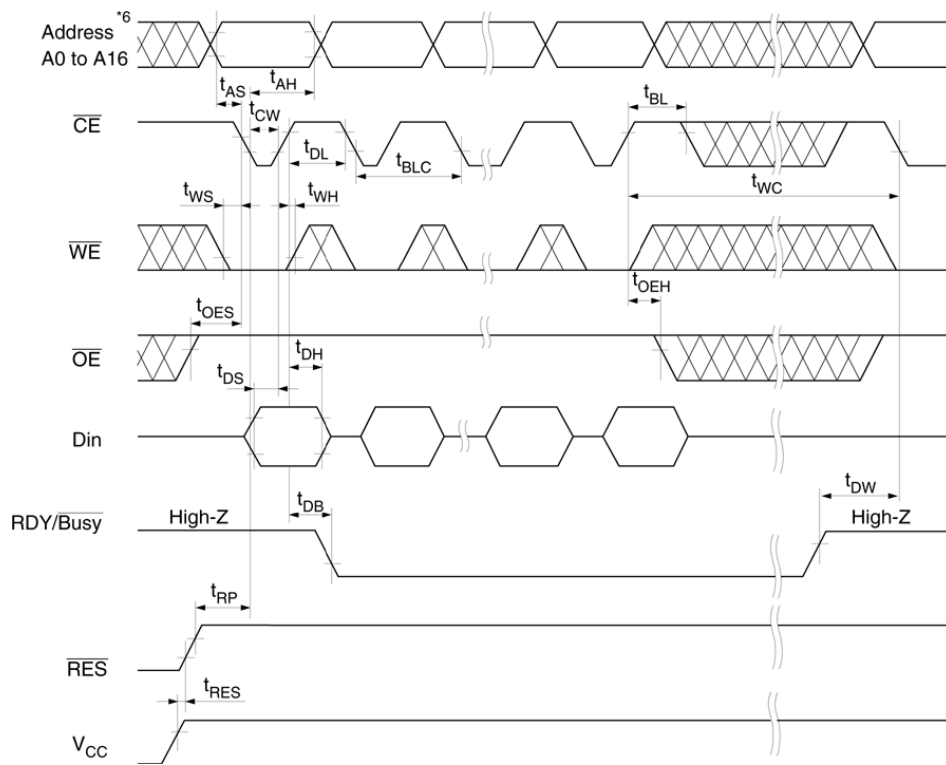 Address *6
A0 to A16
tAH
tAS
tCW
tBL
CE
tDL
tBLC
tWC
tWS
tWH
WE
tOEH
tOES
OE
tDH
tDS
Din
tDB
tDW
RDY/Busy
High-Z
High-Z
tRP
RES
tRES
VCC